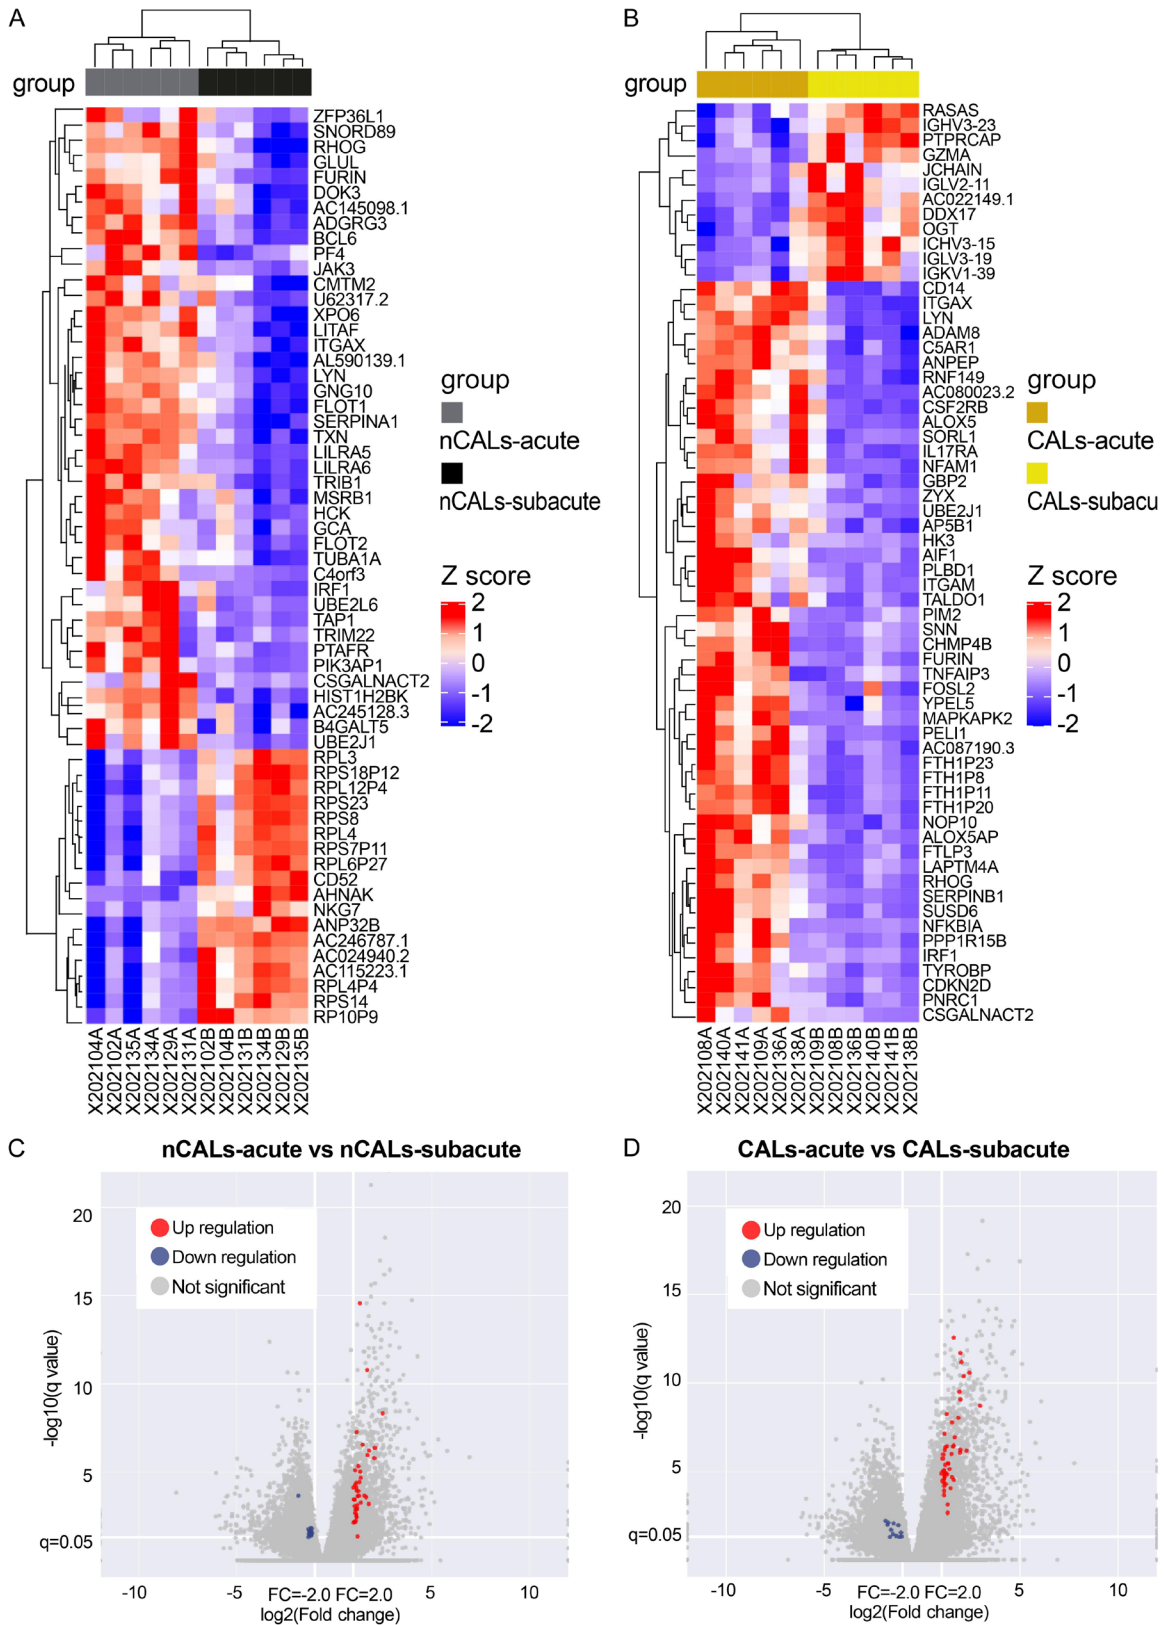 A
group
ZFP36L1
SNORD89
RHOG
GLUL
FURIN
DOK3
AC145098.1
ADGRG3
BCL6
PF4
JAK3
CMTM2
U62317.2
XPO6
LITAF
ITGAX
AL590139.1
LYN
GNG10
FLOT1
SERPINA1
TXN
LILRA5
LILRA6
TRIB1
MSRB1
HCK
GCA
FLOT2
TUBA1A
C4orf3
IRF1
UBE2L6
TAP1
TRIM22
PTAFR
PIK3AP1
CSGALNACT2
HIST1H2BK
AC245128.3
B4GALT5
UBE2J1
RPL3
RPS18P12
RPL12P4
RPS23
RPS8
RPL4
RPS7P11
RPL6P27
CD52
AHNAK
NKG7
ANP32B
AC246787.1
AC024940.2
AC115223.1
RPL4P4
RPS14
RP10P9
X202104A
X202102A
X202135A
X202134A
X202129A
X202131A
X202102B
X202104B
X202131B
X202134B
X202129B
X202135B
group
nCALs-acute
nCALs-subacute
Z score
2
1
0
-1
-2
B
group
RASAS
IGHV3-23
PTPRCAP
GZMA
JCHAIN
IGLV2-11
AC022149.1
DDX17
OGT
ICHV3-15
IGLV3-19
IGKV1-39
CD14
ITGAX
LYN
ADAM8
C5AR1
ANPEP
RNF149
AC080023.2
CSF2RB
ALOX5
SORL1
IL17RA
NFAM1
GBP2
ZYX
UBE2J1
AP5B1
HK3
AIF1
PLBD1
ITGAM
TALDO1
PIM2
SNN
CHMP4B
FURIN
TNFAIP3
FOSL2
YPEL5
MAPKAPK2
PELI1
AC087190.3
FTH1P23
FTH1P8
FTH1P11
FTH1P20
NOP10
ALOX5AP
FTLP3
LAPTM4A
RHOG
SERPINB1
SUSD6
NFKBIA
PPP1R15B
IRF1
TYROBP
CDKN2D
PNRC1
CSGALNACT2
X202108A
X202140A
X202141A
X202109A
X202136A
X202138A
X202109B
X202108B
X202136B
X202140B
X202141B
X202138B
group
CALs-acute
CALs-subacu
Z score
2
1
0
-1
-2
C
nCALs-acute vs nCALs-subacute
Up regulation
Down regulation
Not significant
-log10(q value)
20
15
10
5
q=0.05
-10
-5
FC=-2.0
FC=2.0
5
10
log2(Fold change)
D
CALs-acute vs CALs-subacute
Up regulation
Down regulation
Not significant
-log10(q value)
20
15
10
5
q=0.05
-10
-5
FC=-2.0
FC=2.0
5
10
log2(Fold change)